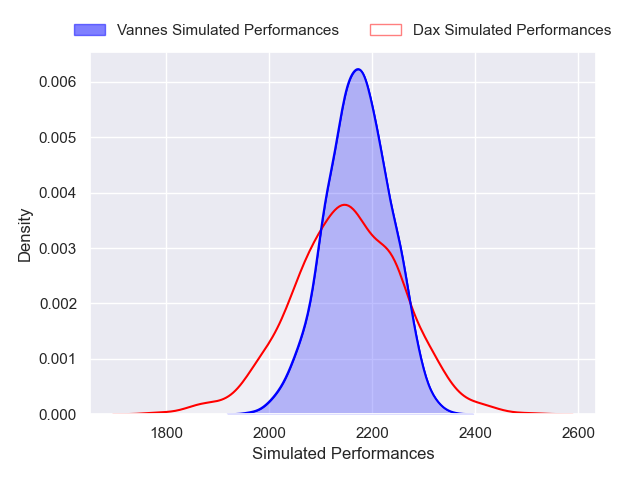 Vannes Simulated Performances Dax Simulated Performances
0.006
0.005
0.004
0.003
0.002
0.001
0.000
Density
1800 2000 2200 2400 2600
Simulated Performances